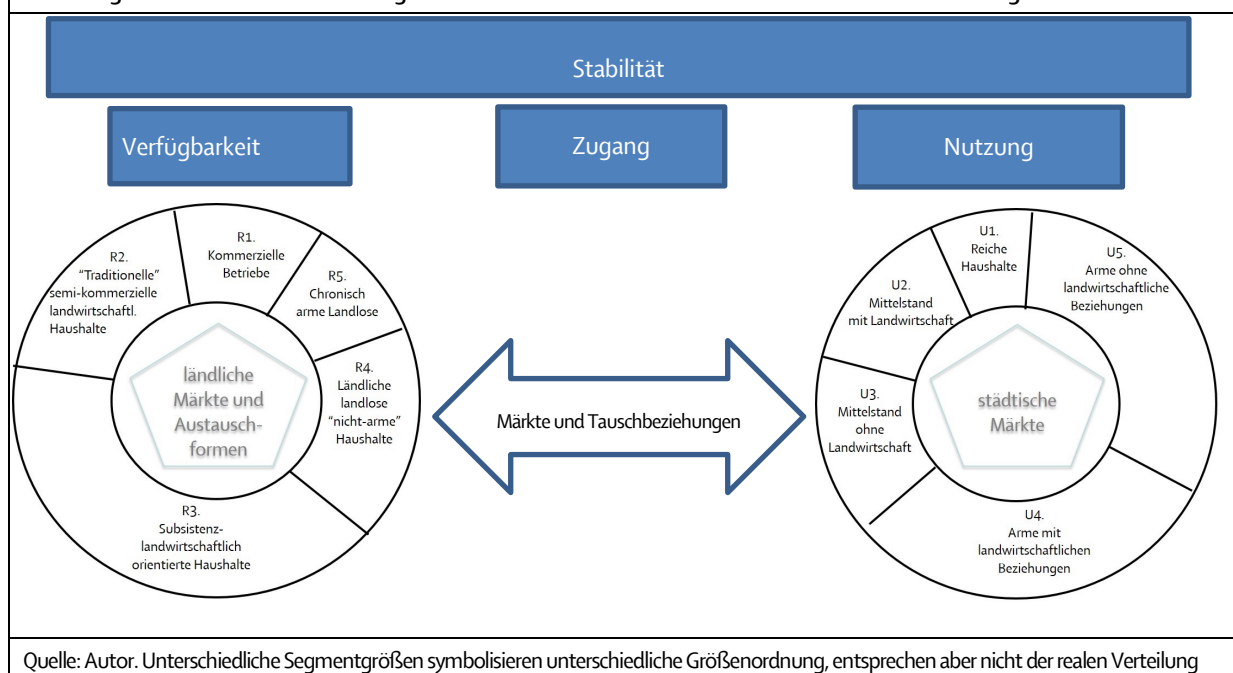 Stabilität
Verfügbarkeit
Zugang
Nutzung
R1.
Kommerzielle
Betriebe
R2.
“Traditionelle”
semi-kommerzielle
landwirtschaftl.
Haushalte
R5.
Chronisch
arme Landlose
R4.
Ländliche
landlose
“nicht-arme”
Haushalte
R3.
Subsistenz-
landwirtschaftlich
orientierte Haushalte
ländliche
Märkte und
Austausch-
formen
Märkte und Tauschbeziehungen
U1.
Reiche
Haushalte
U5.
Arme ohne
landwirtschaftliche
Beziehungen
U2.
Mittelstand
mit Landwirtschaft
U3.
Mittelstand
ohne
Landwirtschaft
U4.
Arme mit
landwirtschaftlichen
Beziehungen
städtische
Märkte
Quelle: Autor. Unterschiedliche Segmentgrößen symbolisieren unterschiedliche Größenordnung, entsprechen aber nicht der realen Verteilung